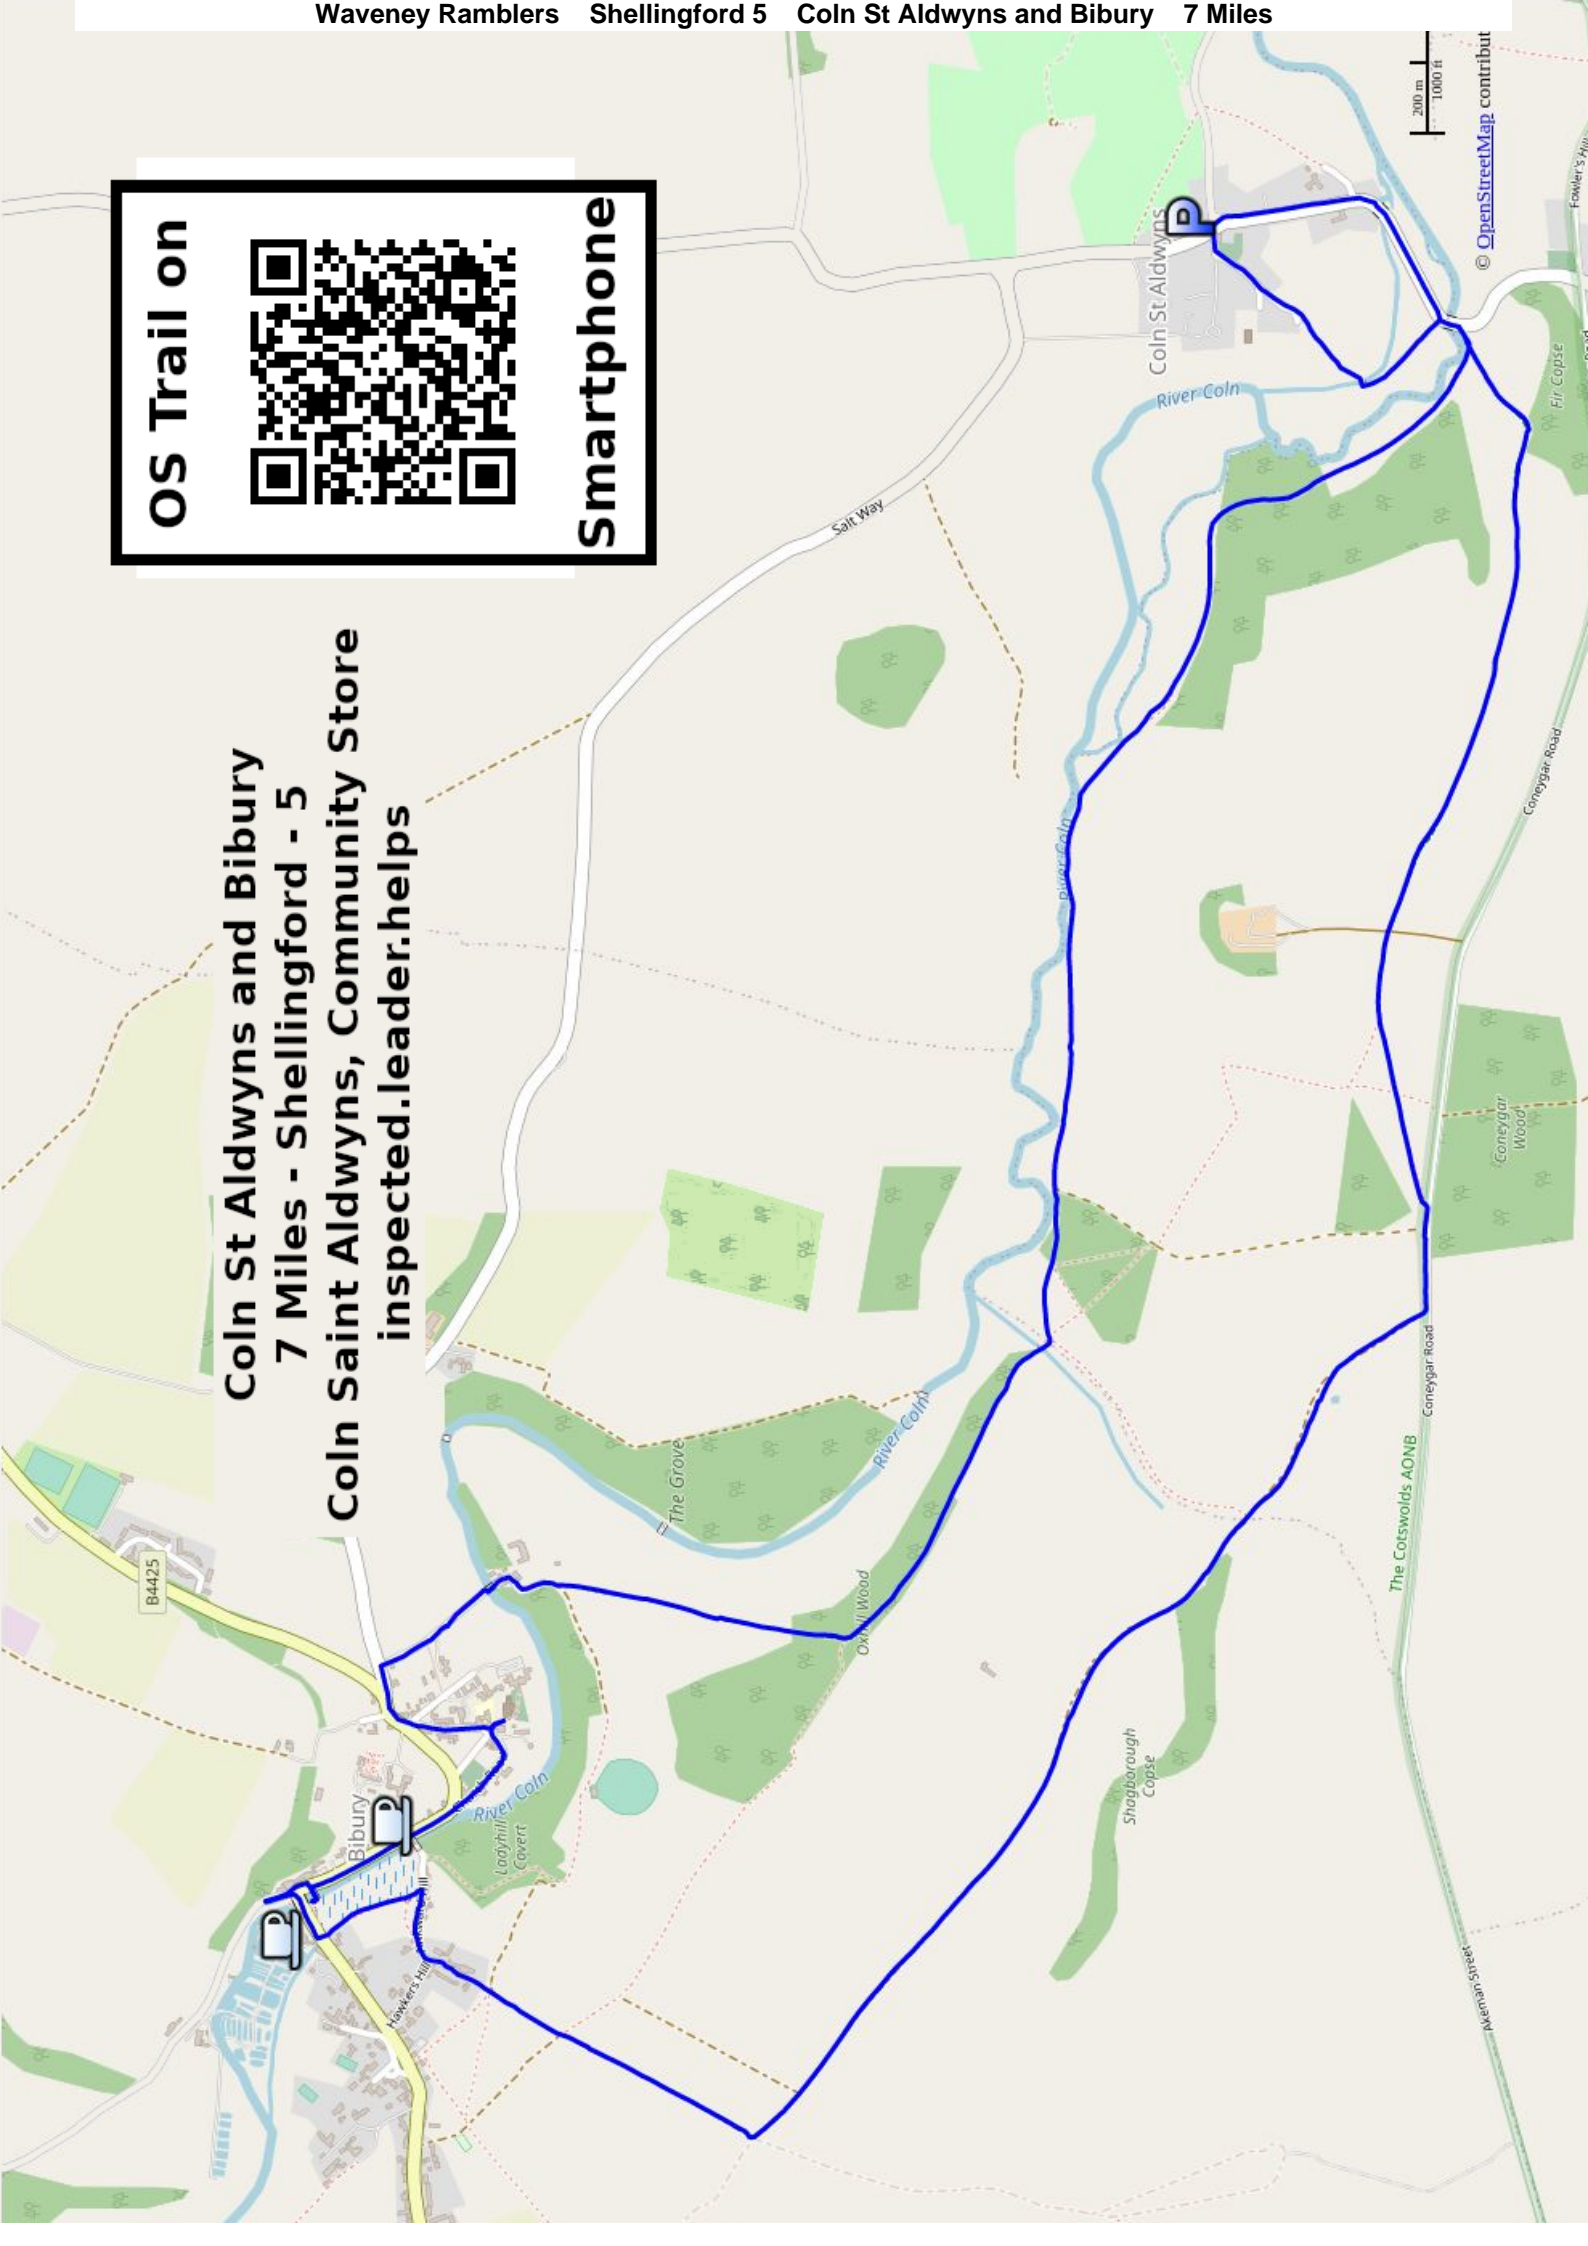 Waveney Ramblers Shellingford 5 Coln St Aldwyns and Bibury 7 Miles
OS Trail on
Smartphone
Coln St Aldwyns and Bibury
7 Miles - Shellingford - 5
Coln Saint Aldwyns, Community Store
inspected.leader.helps
B4425
Bibury
P
P
Hawkers Hill
River Coln
Ladyhill
Covert
The Grove
River Coln
Oxhill Wood
Shagborough
Copse
Salt Way
River Coln
River Coln
Coln St Aldwyns
P
Coneygar
Wood
Coneygar Road
Coneygar Road
The Cotswolds AONB
Akeman Street
Fir Copse
Fowler's Hill
Road
200 m
1000 ft
© OpenStreetMap contribut